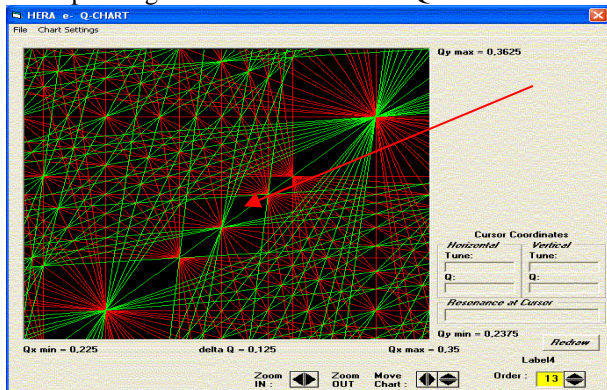 HERA e- Q-CHART
File Chart Settings
Qy max = 0,3625
Cursor Coordinates
Horizontal Vertical
Tune: Tune:
Q: Q:
Resonance at Cursor
Qy min = 0,2375
Redraw
Qx min = 0,225 delta Q = 0,125 Qx max = 0,35
Label4
Zoom IN : Zoom OUT Move Chart : Order : 13